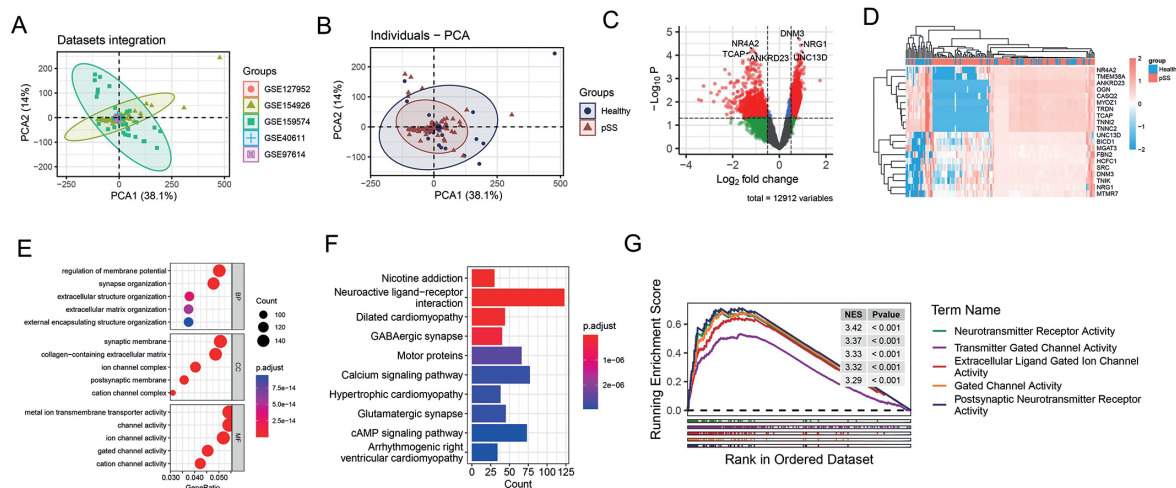 A
Datasets integration
PCA2 (14%)
200
100
0
−100
−250
0
250
500
PCA1 (38.1%)
Groups
GSE127952
GSE154926
GSE159574
GSE40611
GSE97614
B
Individuals − PCA
PCA2 (14%)
200
100
0
−100
−250
0
250
500
PCA1 (38.1%)
Groups
Healthy
pSS
C
−Log10 P
5
4
3
2
1
0
−4
−2
0
2
Log2 fold change
total = 12912 variables
DNM3
NR4A2
NRG1
TCAP
ANKRD23
UNC13D
D
group
Healthy
pSS
2
1
0
−1
−2
NR4A2
TMEM38A
ANKRD23
OGN
CASQ2
MYOZ1
TRDN
TCAP
TNNI2
TNNC2
UNC13D
BICD1
MGAT3
FBN2
HCFC1
SRC
DNM3
TNIK
NRG1
MTMR7
E
regulation of membrane potential
synapse organization
extracellular structure organization
extracellular matrix organization
external encapsulating structure organization
BP
synaptic membrane
collagen−containing extracellular matrix
ion channel complex
postsynaptic membrane
cation channel complex
CC
metal ion transmembrane transporter activity
channel activity
ion channel activity
gated channel activity
cation channel activity
MF
0.030
0.040
0.050
GeneRatio
Count
100
120
140
p.adjust
7.5e−14
5.0e−14
2.5e−14
F
Nicotine addiction
Neuroactive ligand−receptor
interaction
Dilated cardiomyopathy
GABAergic synapse
Motor proteins
Calcium signaling pathway
Hypertrophic cardiomyopathy
Glutamatergic synapse
cAMP signaling pathway
Arrhythmogenic right
ventricular cardiomyopathy
0
25
50
75
100
125
Count
p.adjust
1e−06
2e−06
G
Running Enrichment Score
0.6
0.4
0.2
0.0
Rank in Ordered Dataset
NES Pvalue
3.42 < 0.001
3.37 < 0.001
3.33 < 0.001
3.32 < 0.001
3.29 < 0.001
Term Name
Neurotransmitter Receptor Activity
Transmitter Gated Channel Activity
Extracellular Ligand Gated Ion Channel
Activity
Gated Channel Activity
Postsynaptic Neurotransmitter Receptor
Activity